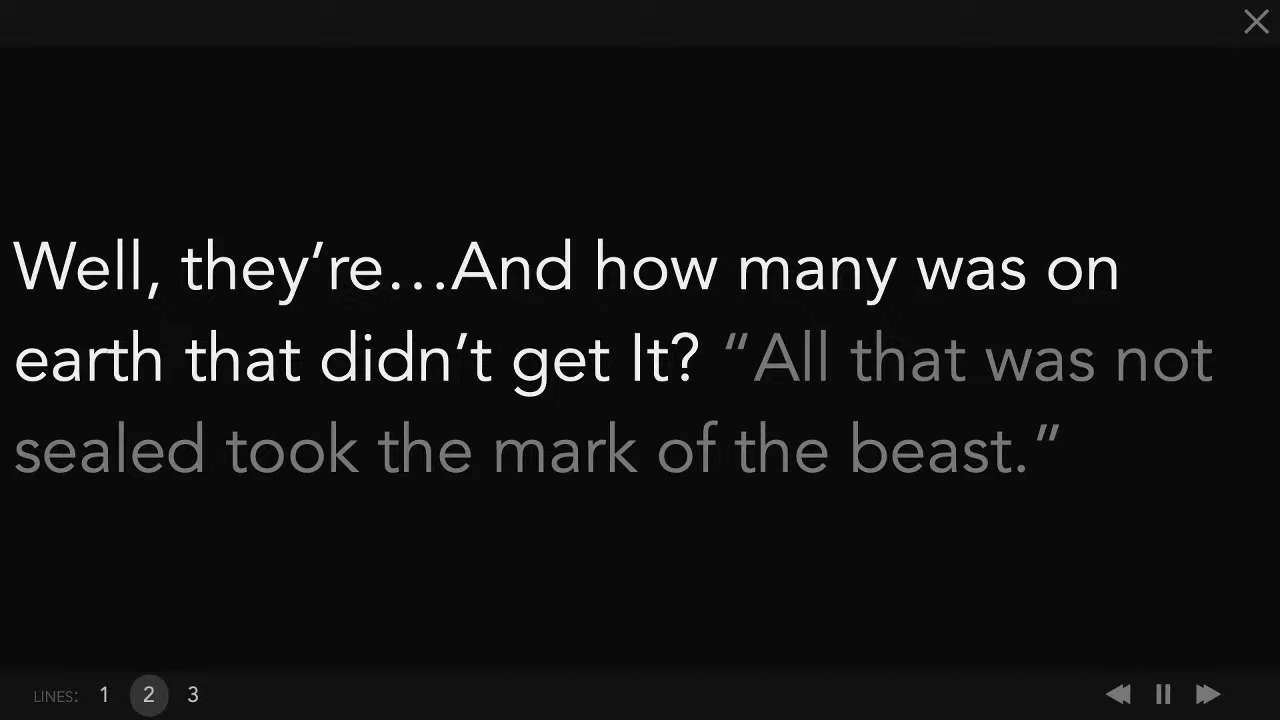 Well, they’re…And how many was on
earth that didn’t get It? “All that was not
sealed took the mark of the beast.”
LINES: 1 2 3